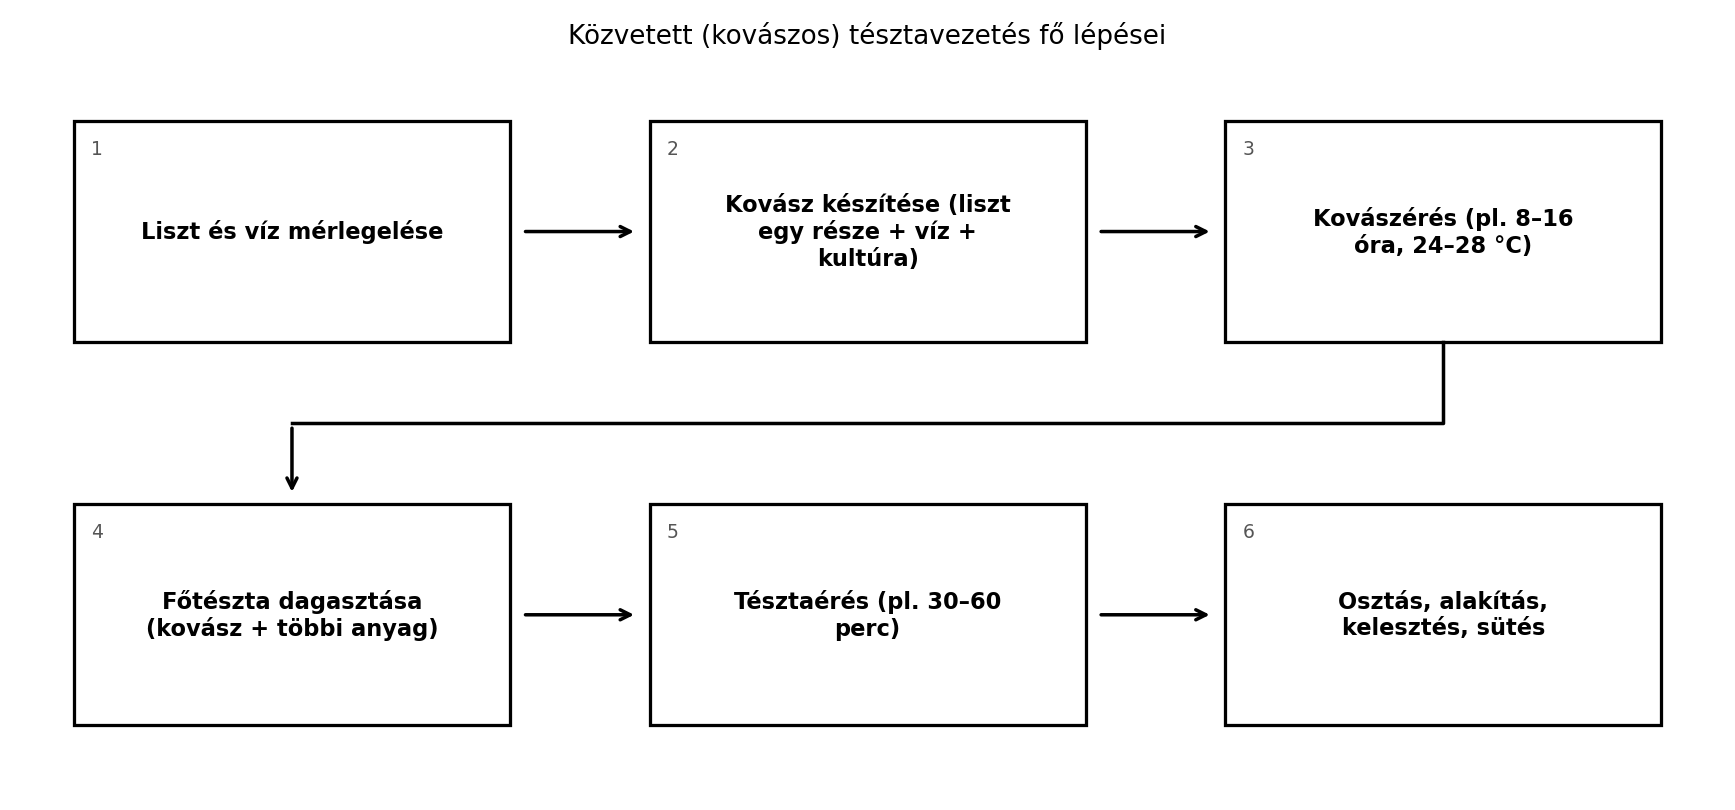 Közvetett (kovászos) tésztavezetés fő lépései
1
Liszt és víz mérlegelése
2
Kovász készítése (liszt
egy része + víz +
kultúra)
3
Kovászérés (pl. 8–16
óra, 24–28 °C)
4
Főtészta dagasztása
(kovász + többi anyag)
5
Tésztaérés (pl. 30–60
perc)
6
Osztás, alakítás,
kelesztés, sütés